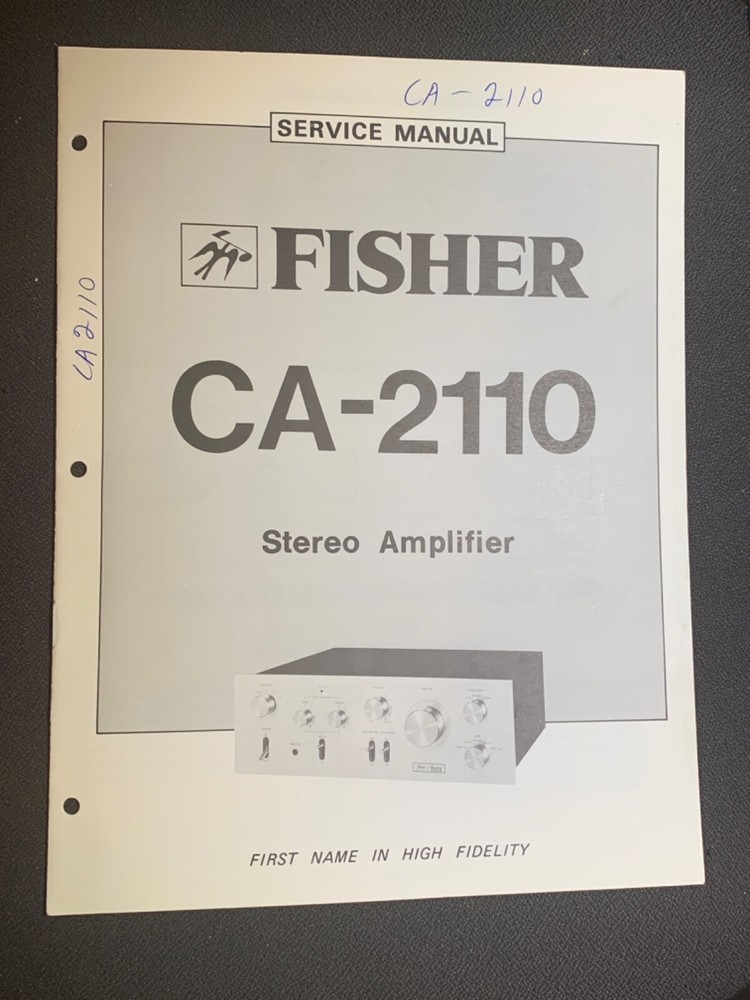 CA-2110
SERVICE MANUAL
FISHER
CA2110
CA-2110
Stereo Amplifier
FIRST NAME IN HIGH FIDELITY